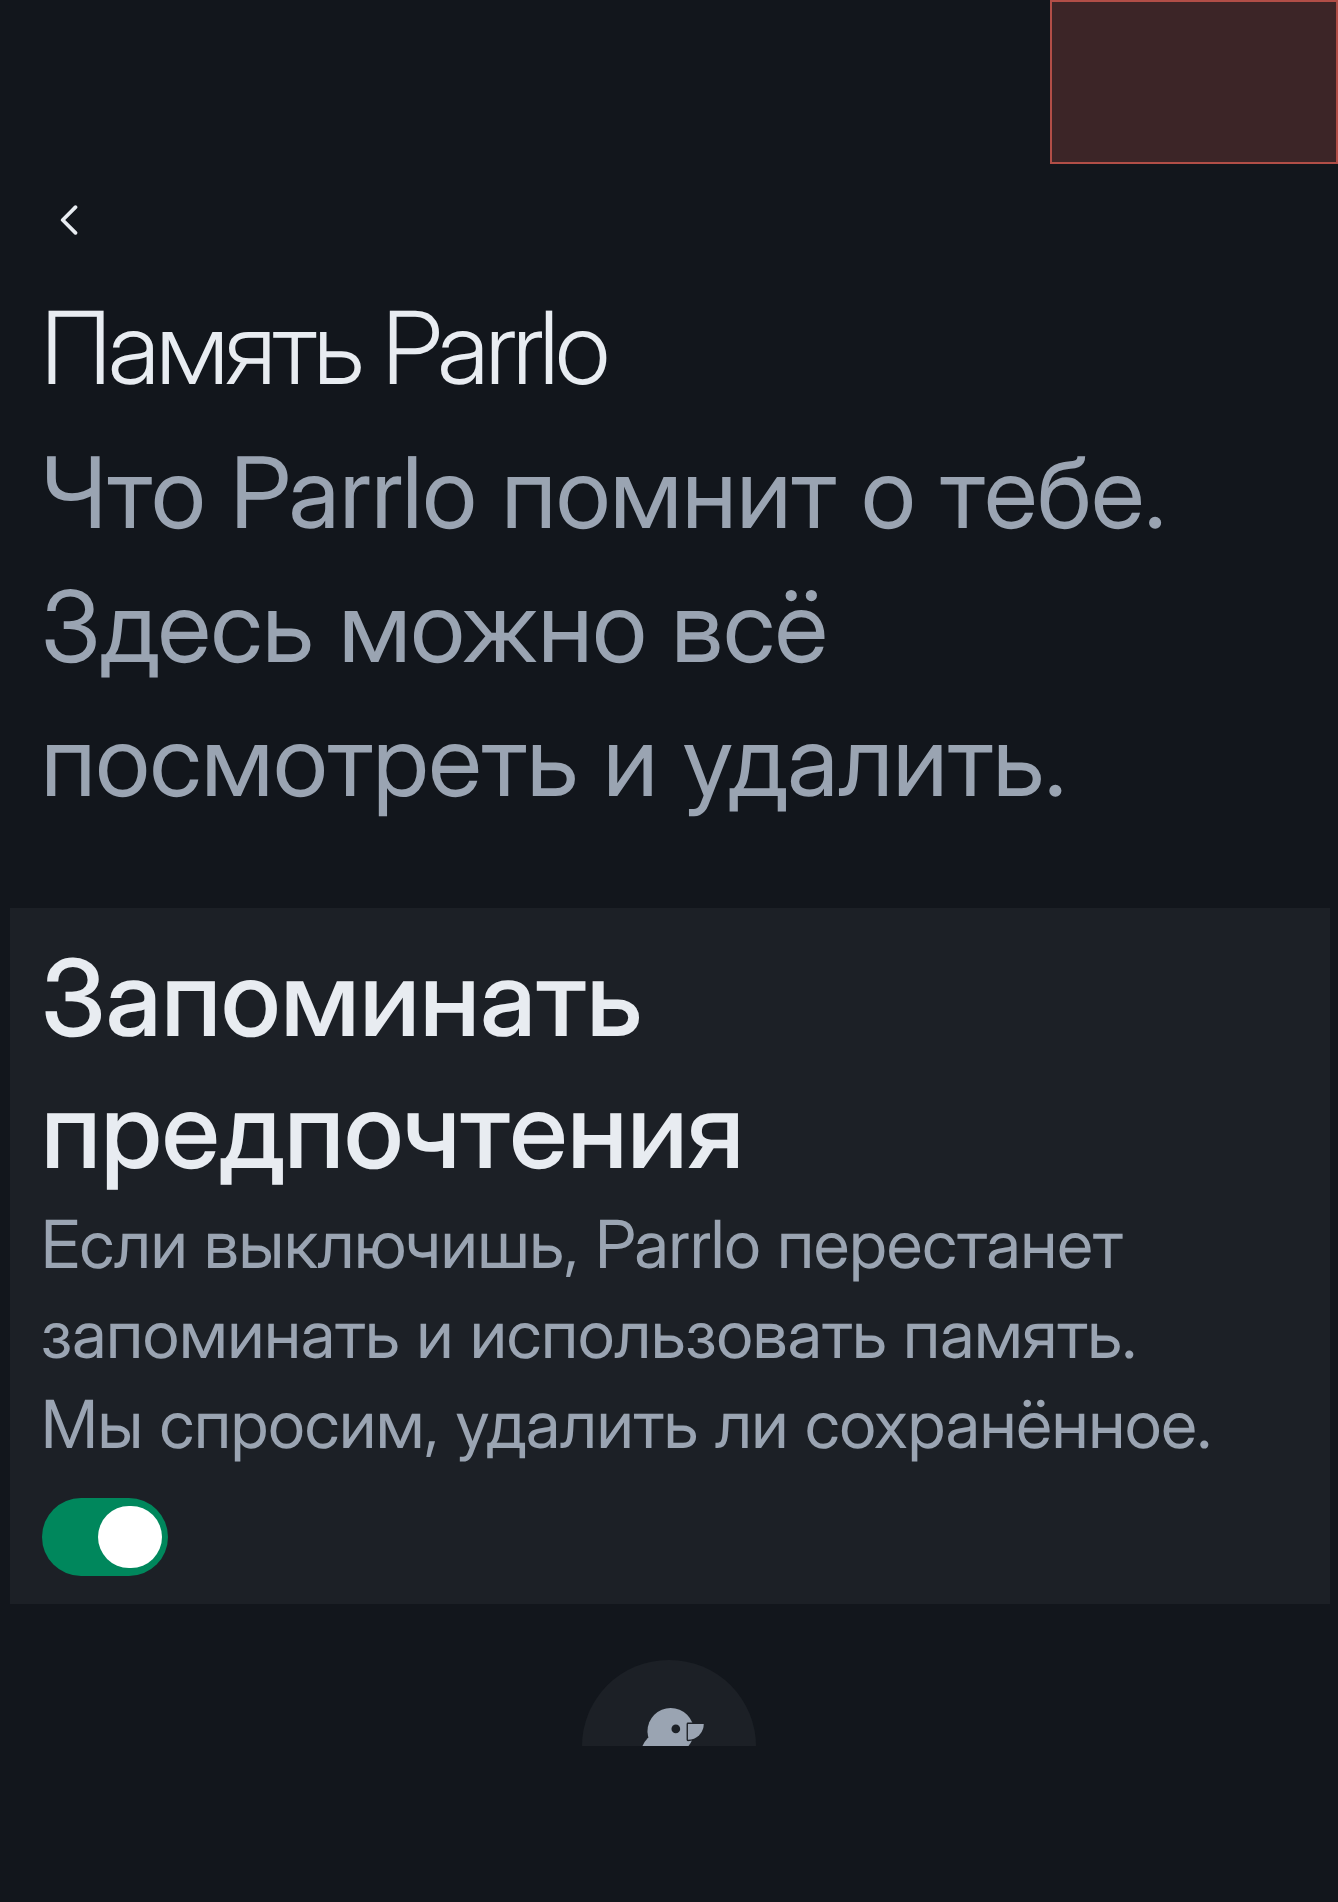 Память Parrlo
Что Parrlo помнит о тебе.
Здесь можно всё
посмотреть и удалить.
Запоминать
предпочтения
Если выключишь, Parrlo перестанет
запоминать и использовать память.
Мы спросим, удалить ли сохранённое.